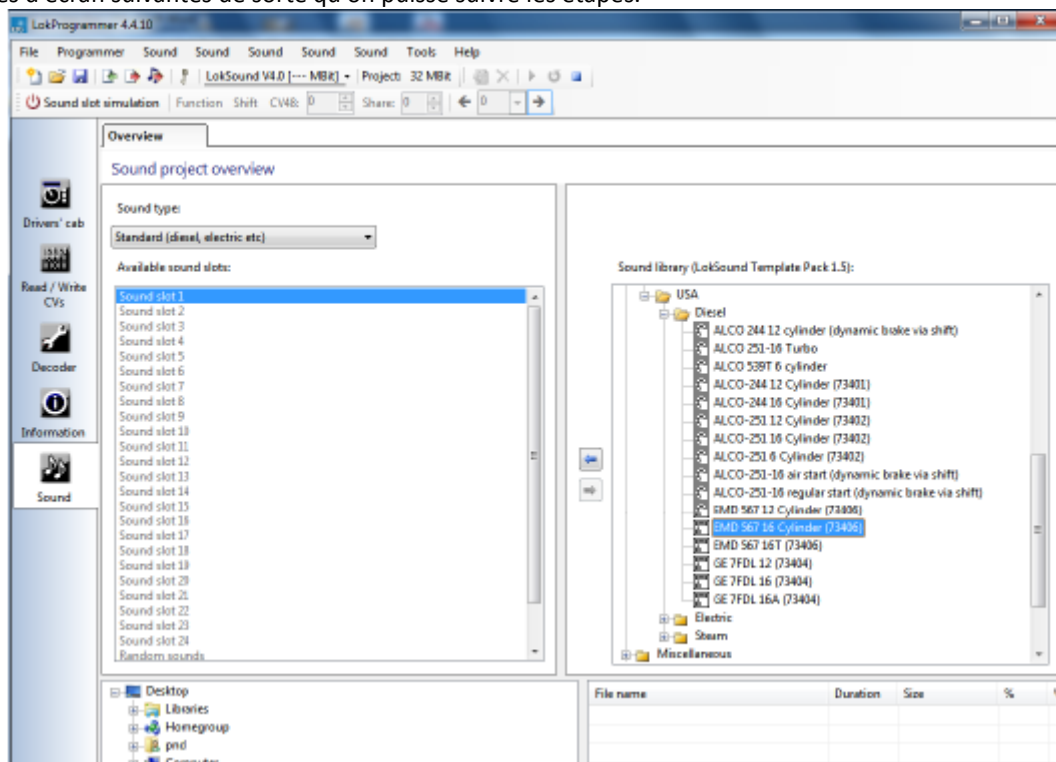 es d'écran suivantes de sorte qu'on puisse suivre les étapes.
LokProgrammer 4.4.10
File Programmer Sound Sound Sound Sound Sound Tools Help
LokSound V4.0 [--- MBit] Project: 32 MBit
Sound slot simulation Function Shift CV48: 0 Share: 0 0
Overview
Sound project overview
Drivers' cab
Read / Write
CVs
Decoder
Information
Sound
Sound type:
Standard (diesel, electric etc)
Available sound slots:
Sound slot 1
Sound slot 2
Sound slot 3
Sound slot 4
Sound slot 5
Sound slot 6
Sound slot 7
Sound slot 8
Sound slot 9
Sound slot 10
Sound slot 11
Sound slot 12
Sound slot 13
Sound slot 14
Sound slot 15
Sound slot 16
Sound slot 17
Sound slot 18
Sound slot 19
Sound slot 20
Sound slot 21
Sound slot 22
Sound slot 23
Sound slot 24
Random sounds
Sound library (LokSound Template Pack 1.5):
USA
Diesel
ALCO 244 12 cylinder (dynamic brake via shift)
ALCO 251-16 Turbo
ALCO 539T 6 cylinder
ALCO-244 12 Cylinder (73401)
ALCO-244 16 Cylinder (73401)
ALCO-251 12 Cylinder (73402)
ALCO-251 16 Cylinder (73402)
ALCO-251 6 Cylinder (73402)
ALCO-251-16 air start (dynamic brake via shift)
ALCO-251-16 regular start (dynamic brake via shift)
EMD 567 12 Cylinder (73406)
EMD 567 16 Cylinder (73406)
EMD 567 16T (73406)
GE 7FDL 12 (73404)
GE 7FDL 16 (73404)
GE 7FDL 16A (73404)
Electric
Steam
Miscellaneous
Desktop
Libraries
Homegroup
pnd
Computer
File name Duration Size %